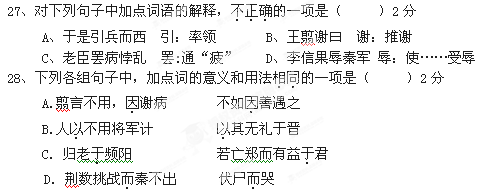 27、对下列句子中加点词语的解释，不正确的一项是（ ）2分
A、于是引兵而西 引：率领 B、王翦谢曰 谢：推谢
C、老臣罢病悖乱 罢:通“疲” D、李信果辱秦军 辱：使……受辱
28、下列各组句子中，加点词的意义和用法相同的一项是（ ）2分
A.翦言不用，因谢病 不如因善遇之
B.人以不用将军计 以其无礼于晋
C. 归老于频阳 若亡郑而有益于君
D. 荆数挑战而秦不出 伏尸而哭